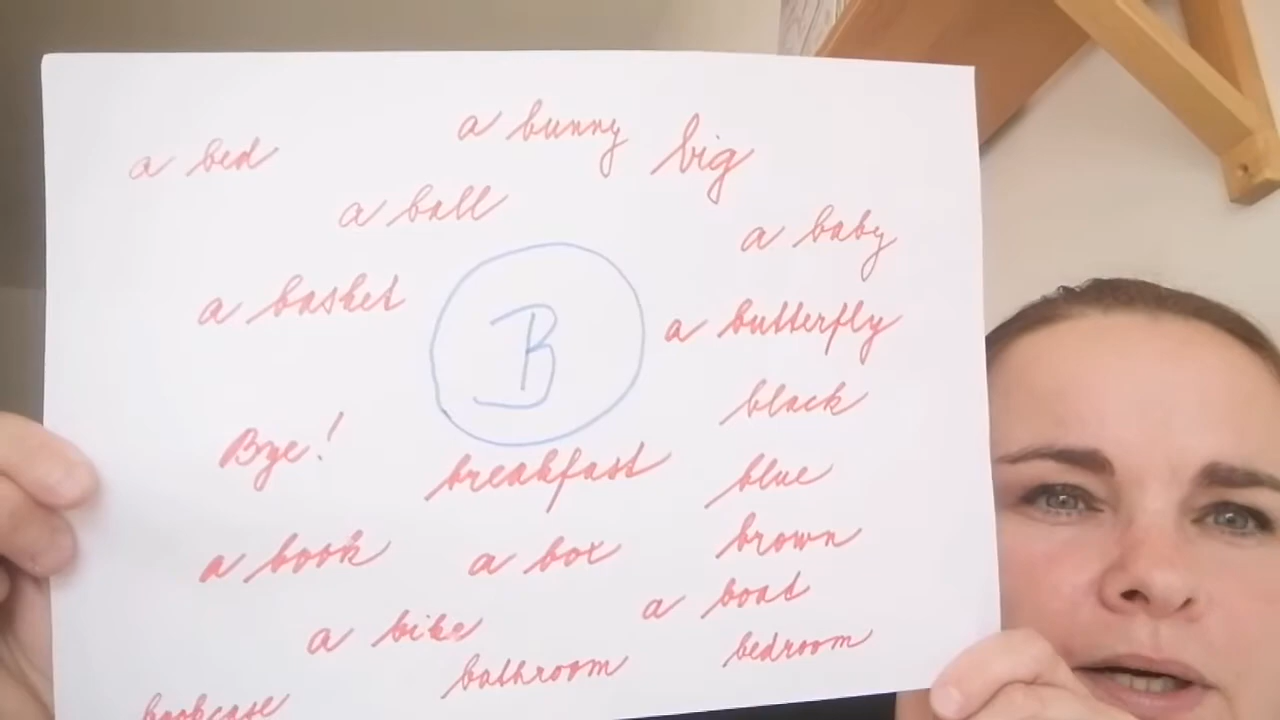 a bunny
big
a bed
a ball
a baby
a basket
a butterfly
B
black
Bye!
breakfast
blue
a book
a box
brown
a boat
a bike
bathroom
bedroom
bookcase